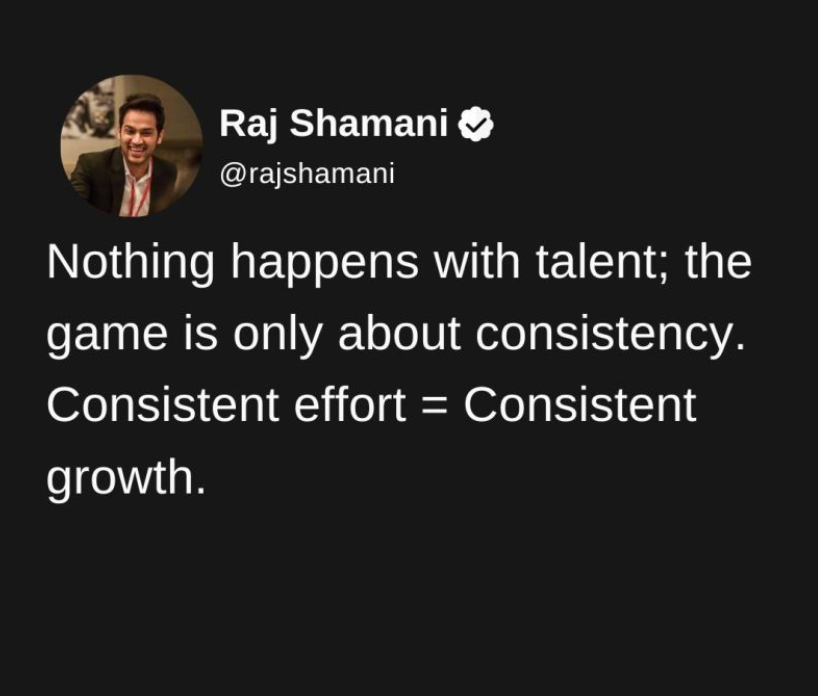 Raj Shamani
@rajshamani
Nothing happens with talent; the
game is only about consistency.
Consistent effort = Consistent
growth.